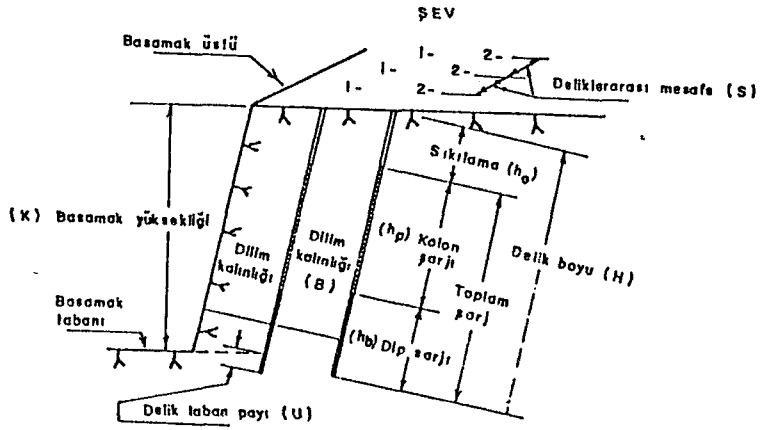 ŞEV
Basamak üstü
1-
1-
1-
2-
2-
2-
Deliklerarası mesafe (S)
Sıkılama (ho)
(K) Basamak yüksekliği
Dilim
kalınlığı
Dilim
kalınlığı
(B)
(hp) Kolon
şarjı
Toplam
şarj
Delik boyu (H)
Basamak
tabanı
(hb) Dip şarjı
Delik taban payı (U)